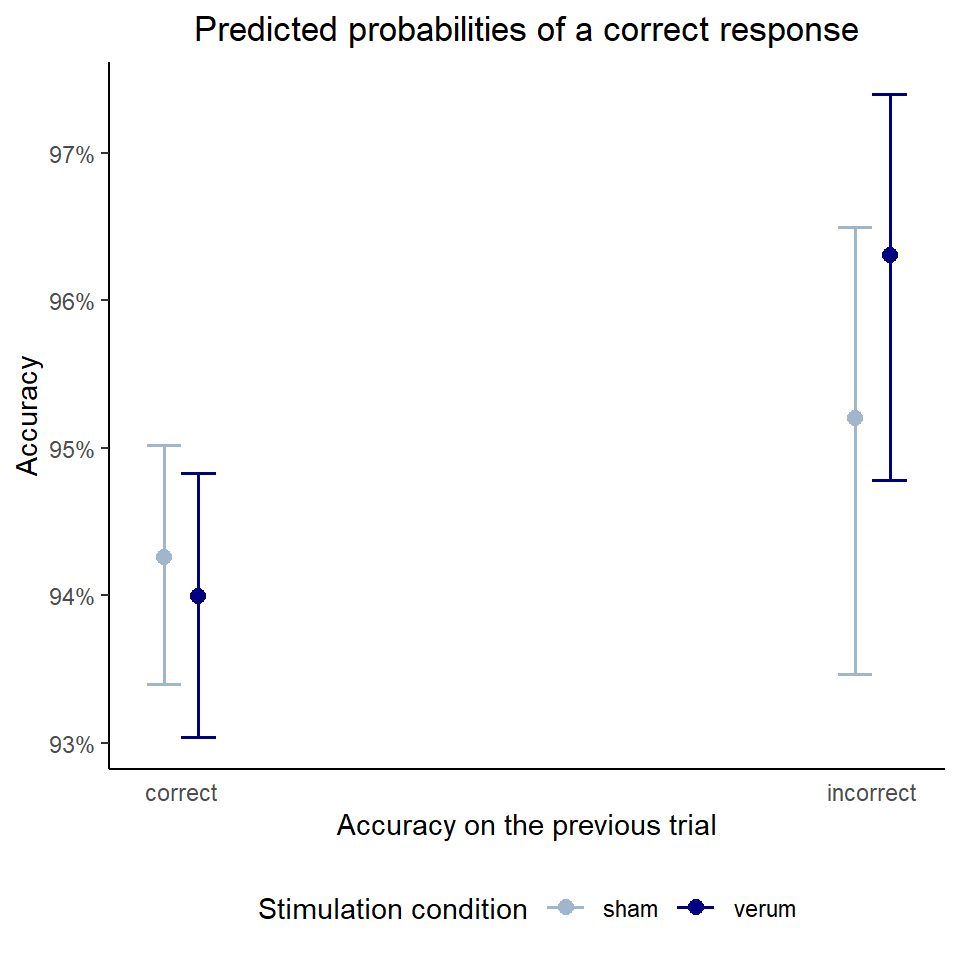 Predicted probabilities of a correct response
97%
96%
95%
94%
93%
Accuracy
correct
incorrect
Accuracy on the previous trial
Stimulation condition sham verum